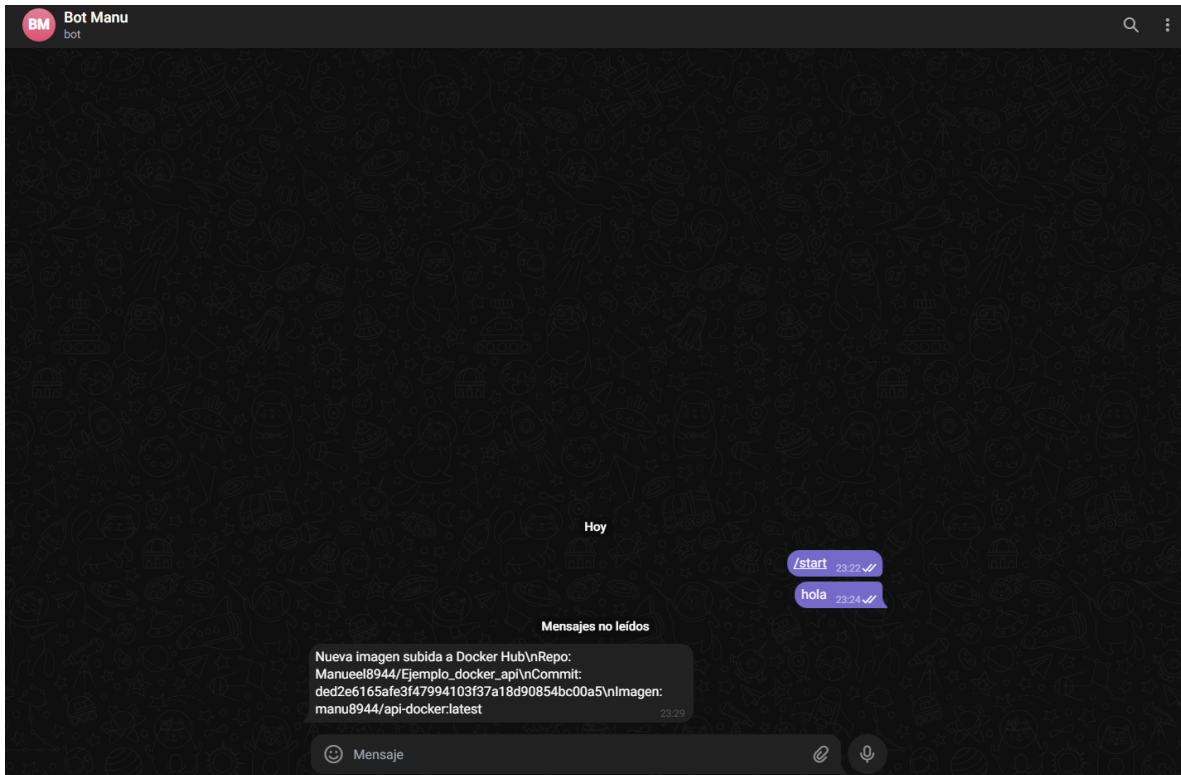 BM
Bot Manu
bot
Hoy
/start 23:22
hola 23:24
Mensajes no leídos
Nueva imagen subida a Docker Hub\nRepo:
Manueel8944/Ejemplo_docker_api\nCommit:
ded2e6165afe3f47994103f37a18d90854bc00a5\nImagen:
manu8944/api-docker:latest
23:29
Mensaje